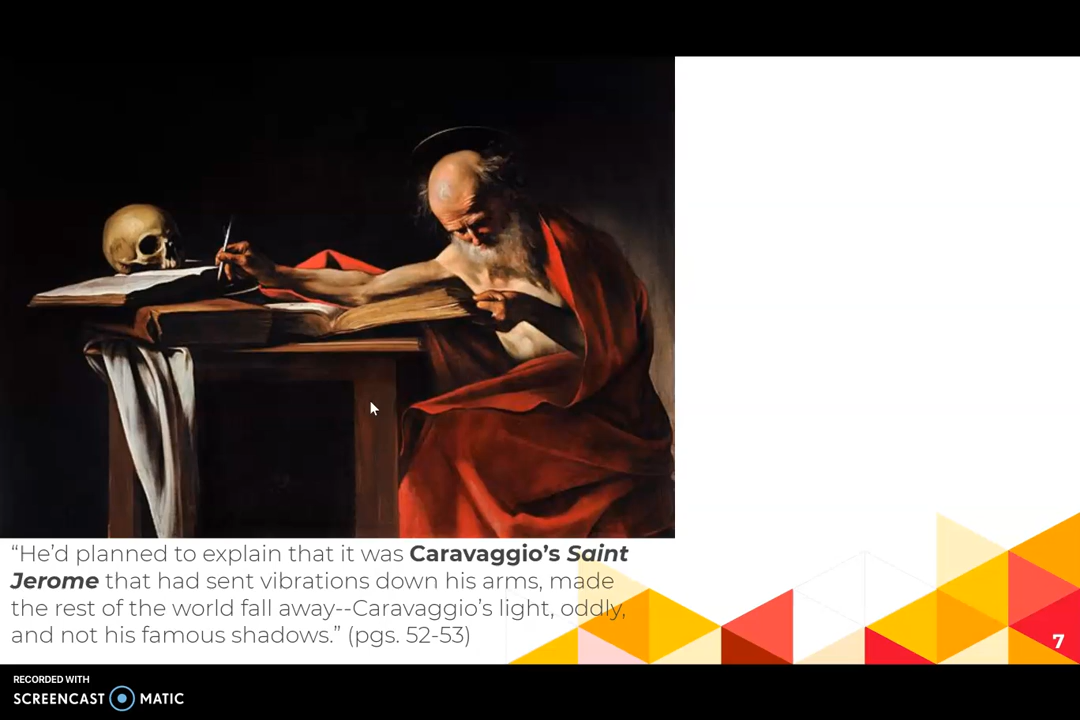 “He’d planned to explain that it was Caravaggio’s Saint
Jerome that had sent vibrations down his arms, made
the rest of the world fall away--Caravaggio’s light, oddly,
and not his famous shadows.” (pgs. 52-53)
7
RECORDED WITH
SCREENCAST MATIC